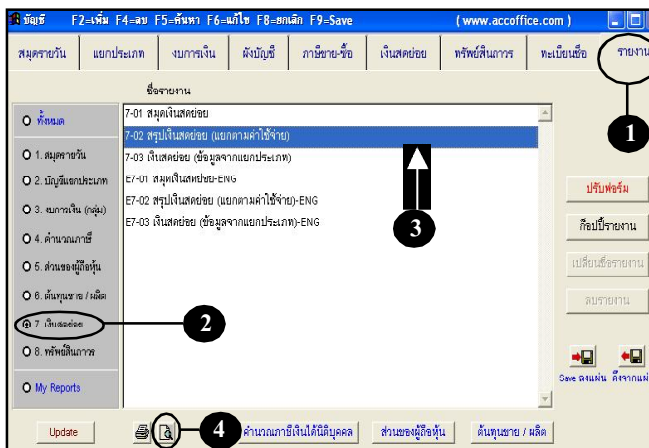 บัญชี F2=เพิ่ม F4=ลบ F5=ค้นหา F6=แก้ไข F8=ยกเลิก F9=Save (www.accoffice.com)
สมุดรายวัน แยกประเภท งบการเงิน ผังบัญชี ภาษีขาย-ซื้อ เงินสดย่อย ทรัพย์สินถาวร ทะเบียนชื่อ รายงาน
1
ชื่อรายงาน
ทั้งหมด
1. สมุดรายวัน
2. บัญชีแยกประเภท
3. งบการเงิน (กลุ่ม)
4. คำนวณภาษี
5. ส่วนของผู้ถือหุ้น
6. ต้นทุนขาย / ผลิต
7. เงินสดย่อย
8. ทรัพย์สินถาวร
My Reports
2
7-01 สมุดเงินสดย่อย
7-02 สรุปเงินสดย่อย (แยกตามค่าใช้จ่าย)
7-03 เงินสดย่อย (ข้อมูลจากแยกประเภท)
E7-01 สมุดเงินสดย่อย-ENG
E7-02 สรุปเงินสดย่อย (แยกตามค่าใช้จ่าย)-ENG
E7-03 เงินสดย่อย (ข้อมูลจากแยกประเภท)-ENG
3
ปรับฟอร์ม
ก๊อปปี้รายงาน
เปลี่ยนชื่อรายงาน
ลบรายงาน
Save ลงแผ่น ดึงจากแผ่
Update 4 คำนวณภาษีเงินได้นิติบุคคล ส่วนของผู้ถือหุ้น ต้นทุนขาย / ผลิต